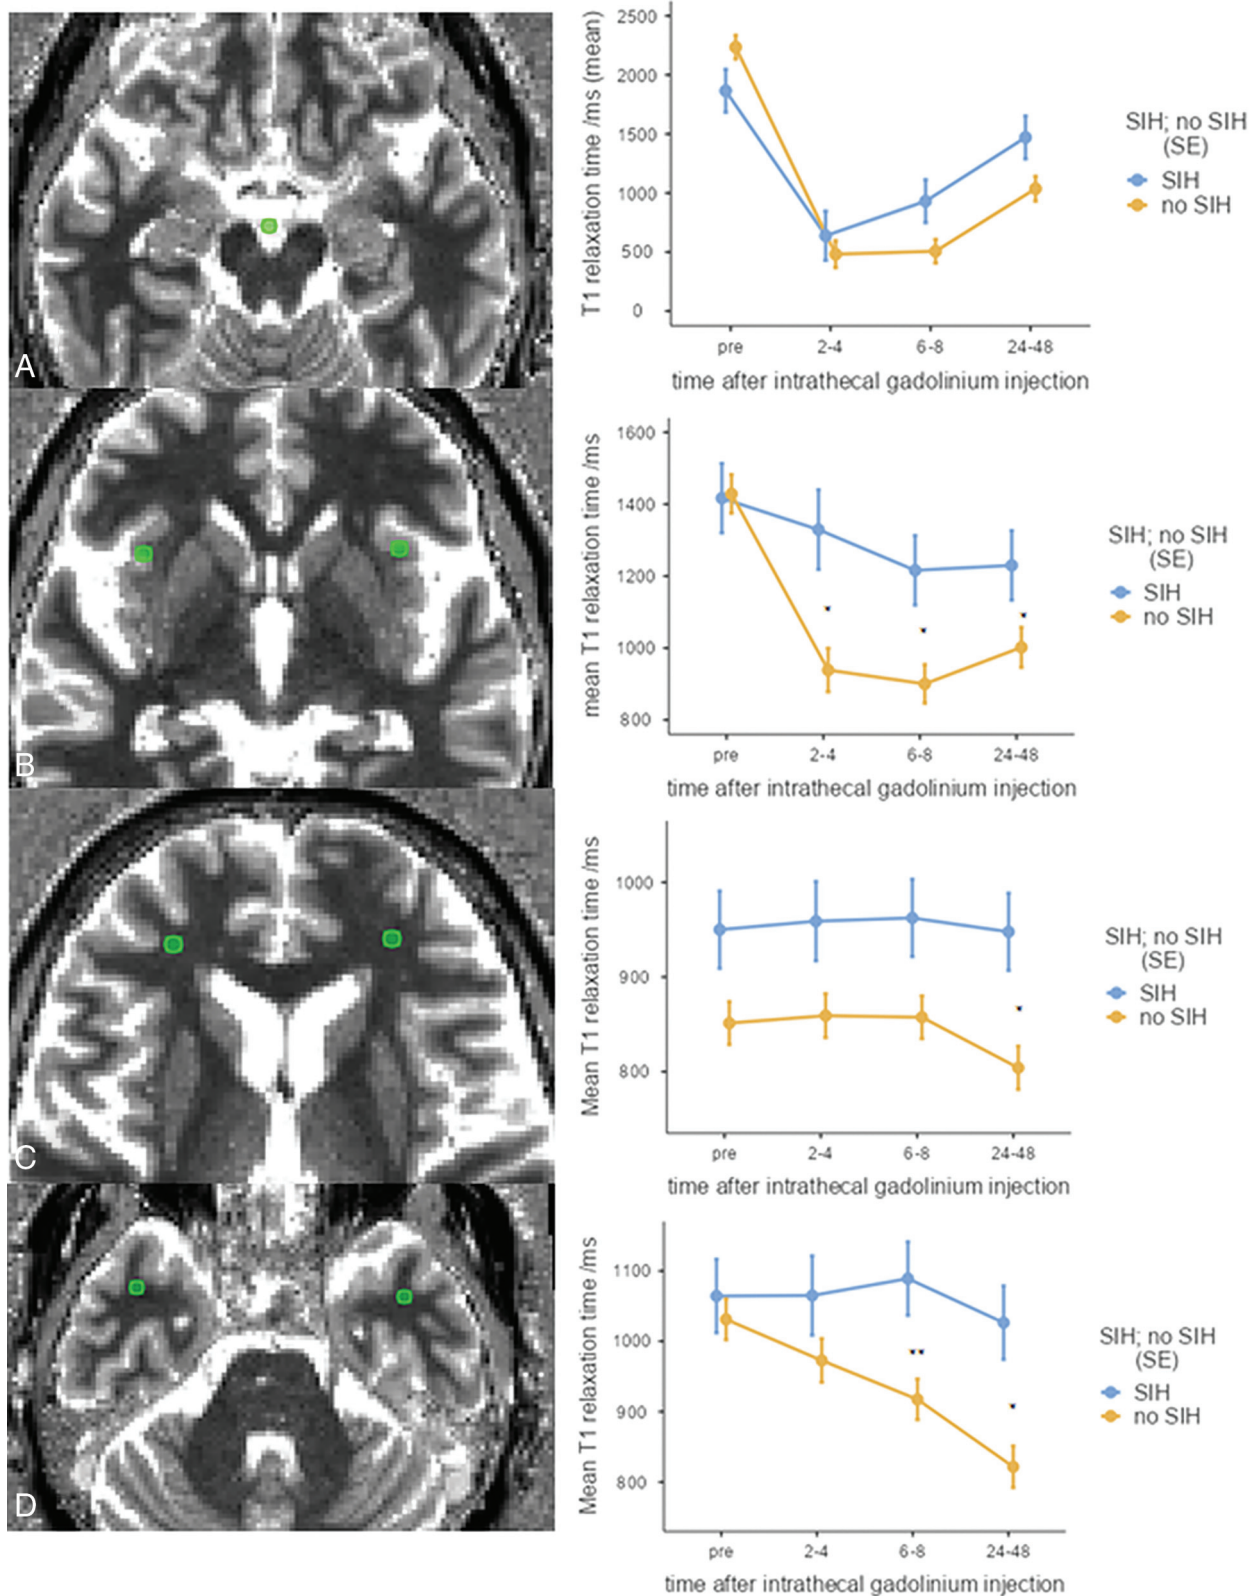 A
T1 relaxation time /ms (mean)
2500
2000
1500
1000
500
0
pre 2-4 6-8 24-48
time after intrathecal gadolinium injection
SIH; no SIH
(SE)
SIH
no SIH
B
mean T1 relaxation time /ms
1600
1400
1200
1000
800
pre 2-4 6-8 24-48
time after intrathecal gadolinium injection
SIH; no SIH
(SE)
SIH
no SIH
C
Mean T1 relaxation time /ms
1000
900
800
pre 2-4 6-8 24-48
time after intrathecal gadolinium injection
SIH; no SIH
(SE)
SIH
no SIH
D
Mean T1 relaxation time /ms
1100
1000
900
800
pre 2-4 6-8 24-48
time after intrathecal gadolinium injection
SIH; no SIH
(SE)
SIH
no SIH